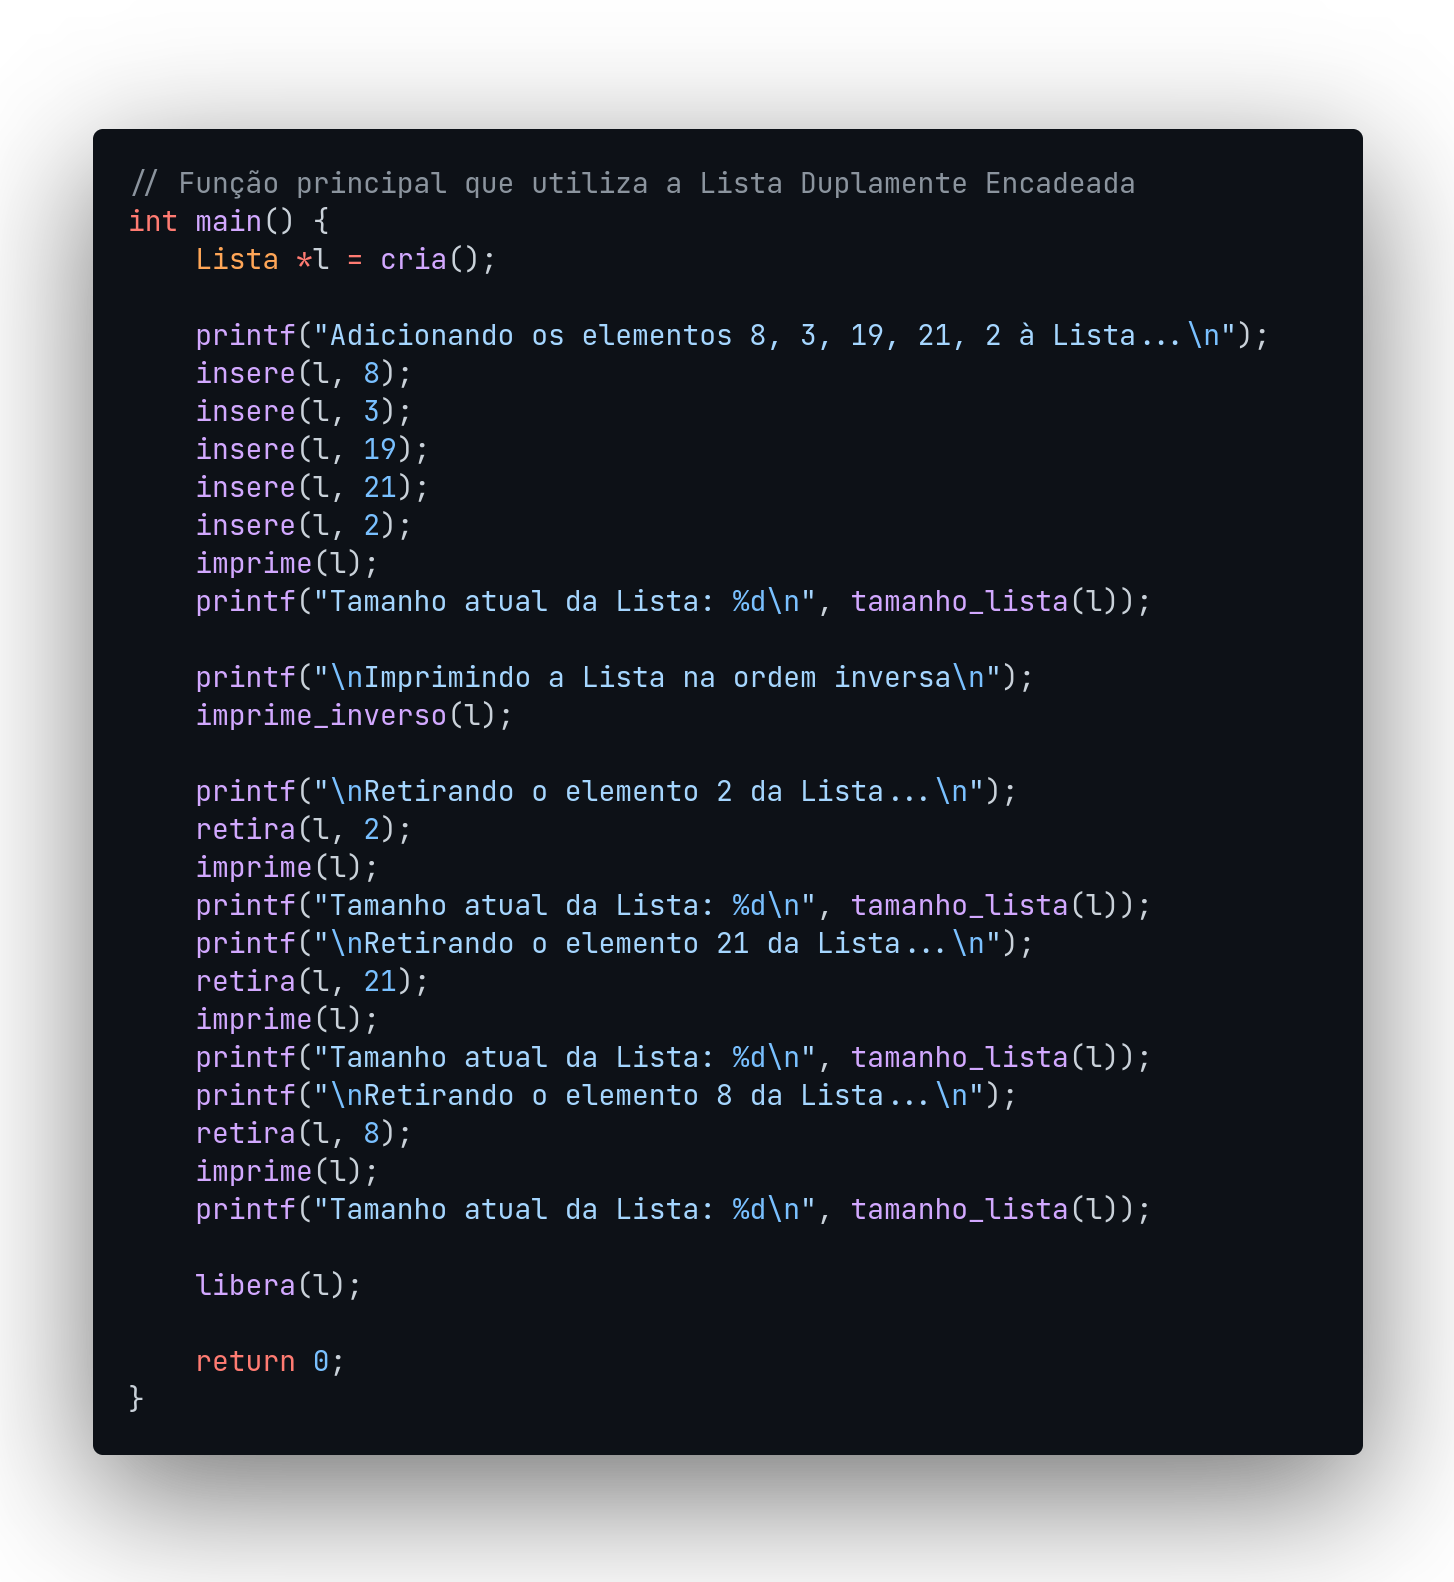 // Função principal que utiliza a Lista Duplamente Encadeada
int main() {
    Lista *l = cria();

    printf("Adicionando os elementos 8, 3, 19, 21, 2 à Lista...\n");
    insere(l, 8);
    insere(l, 3);
    insere(l, 19);
    insere(l, 21);
    insere(l, 2);
    imprime(l);
    printf("Tamanho atual da Lista: %d\n", tamanho_lista(l));

    printf("\nImprimindo a Lista na ordem inversa\n");
    imprime_inverso(l);

    printf("\nRetirando o elemento 2 da Lista...\n");
    retira(l, 2);
    imprime(l);
    printf("Tamanho atual da Lista: %d\n", tamanho_lista(l));
    printf("\nRetirando o elemento 21 da Lista...\n");
    retira(l, 21);
    imprime(l);
    printf("Tamanho atual da Lista: %d\n", tamanho_lista(l));
    printf("\nRetirando o elemento 8 da Lista...\n");
    retira(l, 8);
    imprime(l);
    printf("Tamanho atual da Lista: %d\n", tamanho_lista(l));

    libera(l);

    return 0;
}